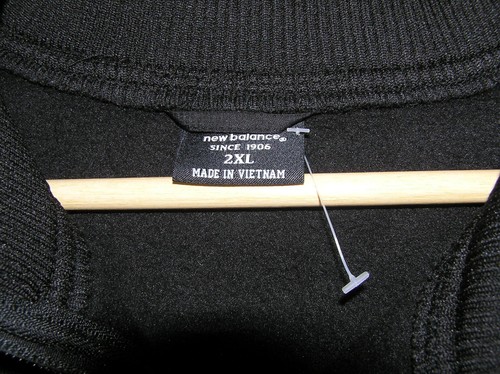 new balance®
SINCE 1906
2XL
MADE IN VIETNAM